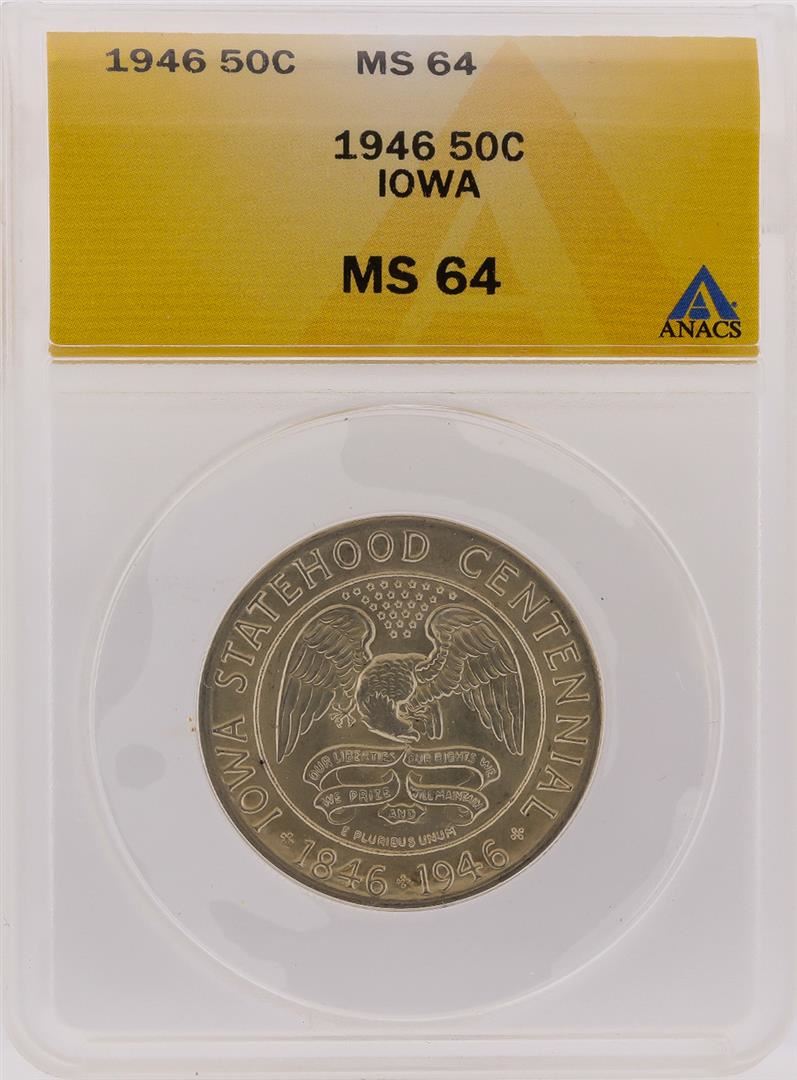 1946 50C MS 64
1946 50C
IOWA
MS 64
ANACS
IOWA STATEHOOD CENTENNIAL
OUR LIBERTIES OUR RIGHTS WE
WE PRIZE WILL MAINTAIN
AND
E PLURIBUS UNUM
1846 1946